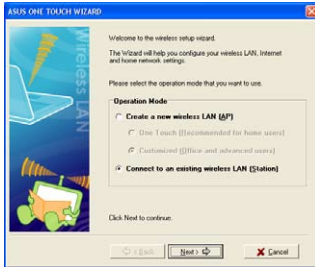 ASUS ONE TOUCH WIZARD
Wireless LAN
Welcome to the wireless setup wizard.
The Wizard will help you configure your wireless LAN, Internet
and home network settings.
Please select the operation mode that you want to use.
Operation Mode
Create a new wireless LAN (AP)
One Touch (Recommended for home users)
Customized (Office and advanced users)
Connect to an existing wireless LAN (Station)
Click Next to continue.
< Back
Next >
Cancel